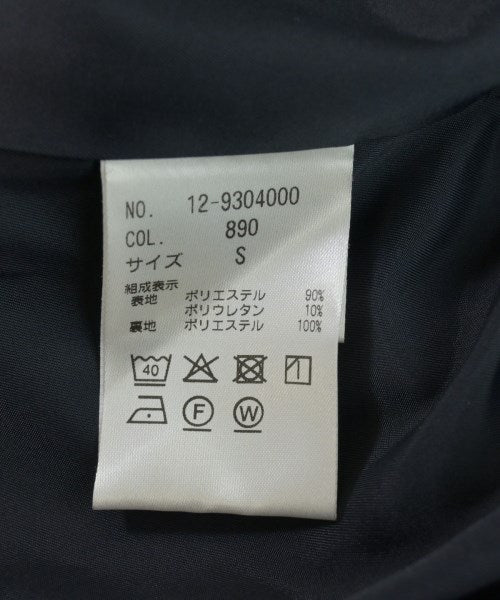 NO. 12-9304000
COL. 890
サイズ S
組成表示
表地 ポリエステル 90%
ポリウレタン 10%
裏地 ポリエステル 100%
40
F W